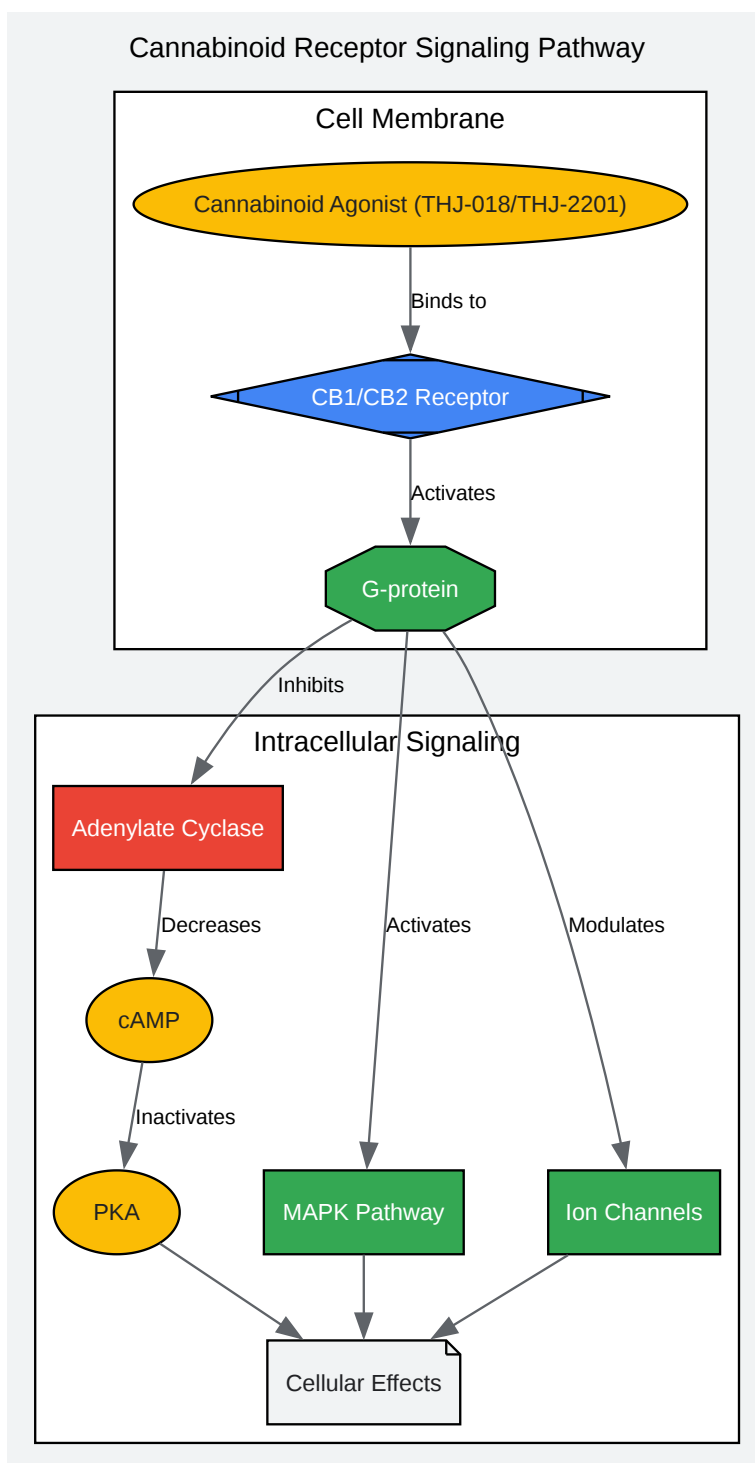 Cannabinoid Receptor Signaling Pathway
Cell Membrane
Cannabinoid Agonist (THJ-018/THJ-2201)
Binds to
CB1/CB2 Receptor
Activates
G-protein
Inhibits
Intracellular Signaling
Adenylate Cyclase
Decreases
Activates
Modulates
cAMP
Inactivates
PKA
MAPK Pathway
Ion Channels
Cellular Effects